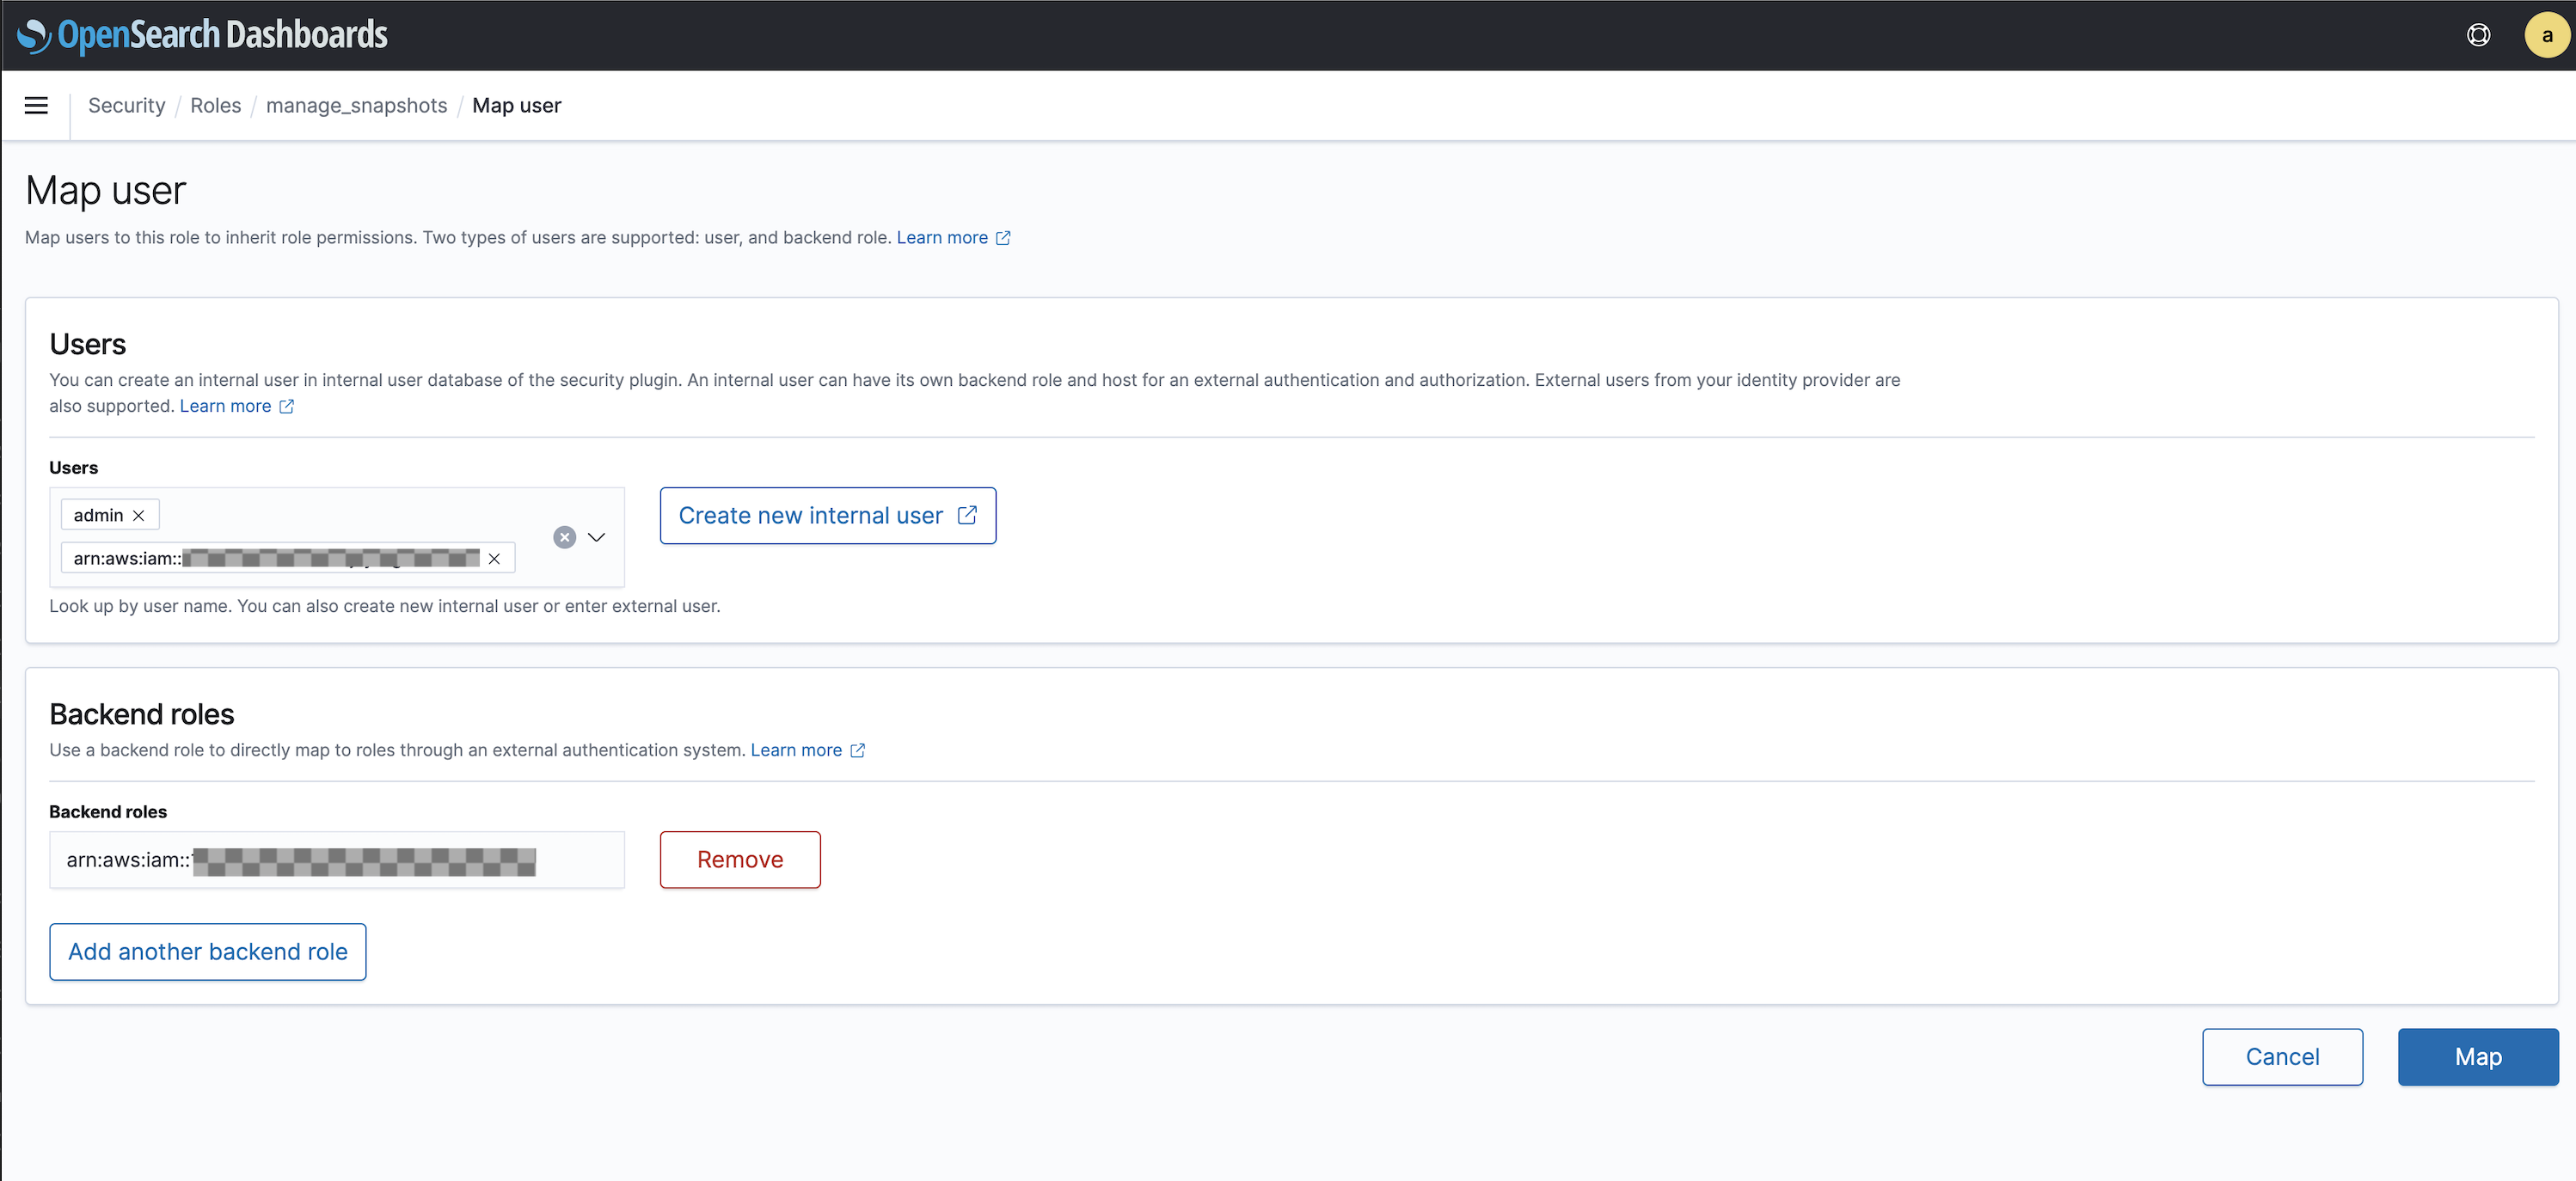 OpenSearch Dashboards
a
Security / Roles / manage_snapshots / Map user
Map user
Map users to this role to inherit role permissions. Two types of users are supported: user, and backend role. Learn more
Users
You can create an internal user in internal user database of the security plugin. An internal user can have its own backend role and host for an external authentication and authorization. External users from your identity provider are
also supported. Learn more
Users
admin
Create new internal user
arn:aws:iam::
Look up by user name. You can also create new internal user or enter external user.
Backend roles
Use a backend role to directly map to roles through an external authentication system. Learn more
Backend roles
arn:aws:iam::
Remove
Add another backend role
Cancel
Map